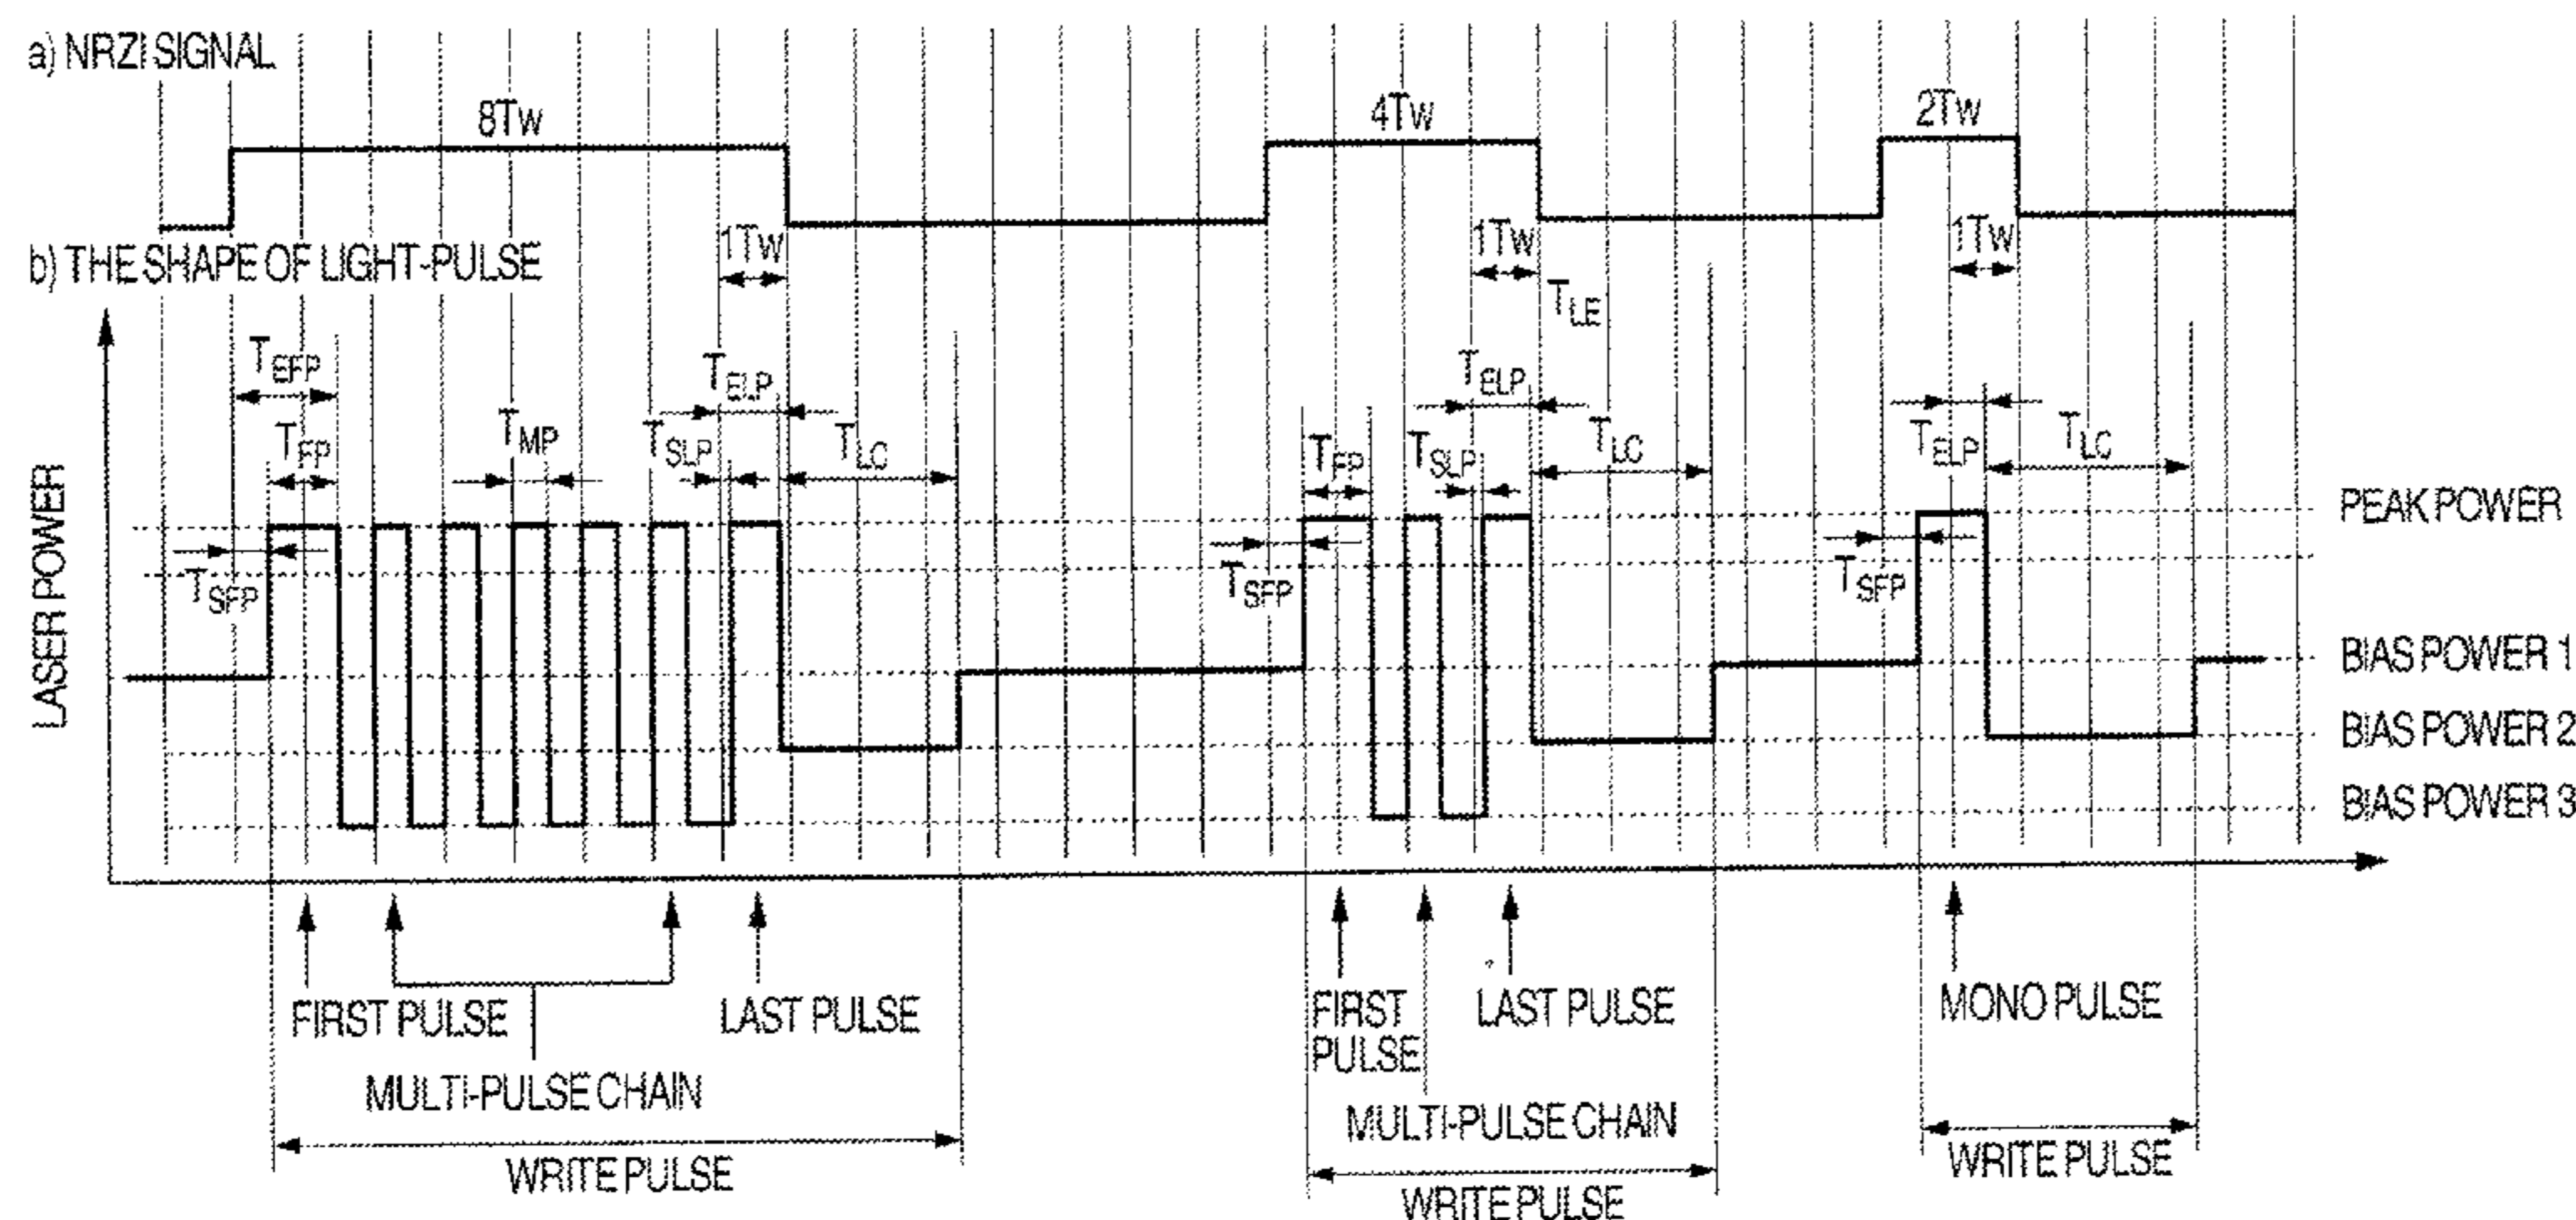 a) NRZI SIGNAL
8Tw
4Tw
2Tw
b) THE SHAPE OF LIGHT-PULSE
1Tw
1Tw
1Tw
TLE
TEFP
TELP
TELP
TFP
TMP
TSLP
TLC
TFP
TSLP
TLC
TELP
TLC
LASER POWER
TSFP
TSFP
TSFP
PEAK POWER
BIAS POWER 1
BIAS POWER 2
BIAS POWER 3
FIRST PULSE
LAST PULSE
MULTI-PULSE CHAIN
WRITE PULSE
FIRST
PULSE
LAST PULSE
MULTI-PULSE CHAIN
WRITE PULSE
MONO PULSE
WRITE PULSE